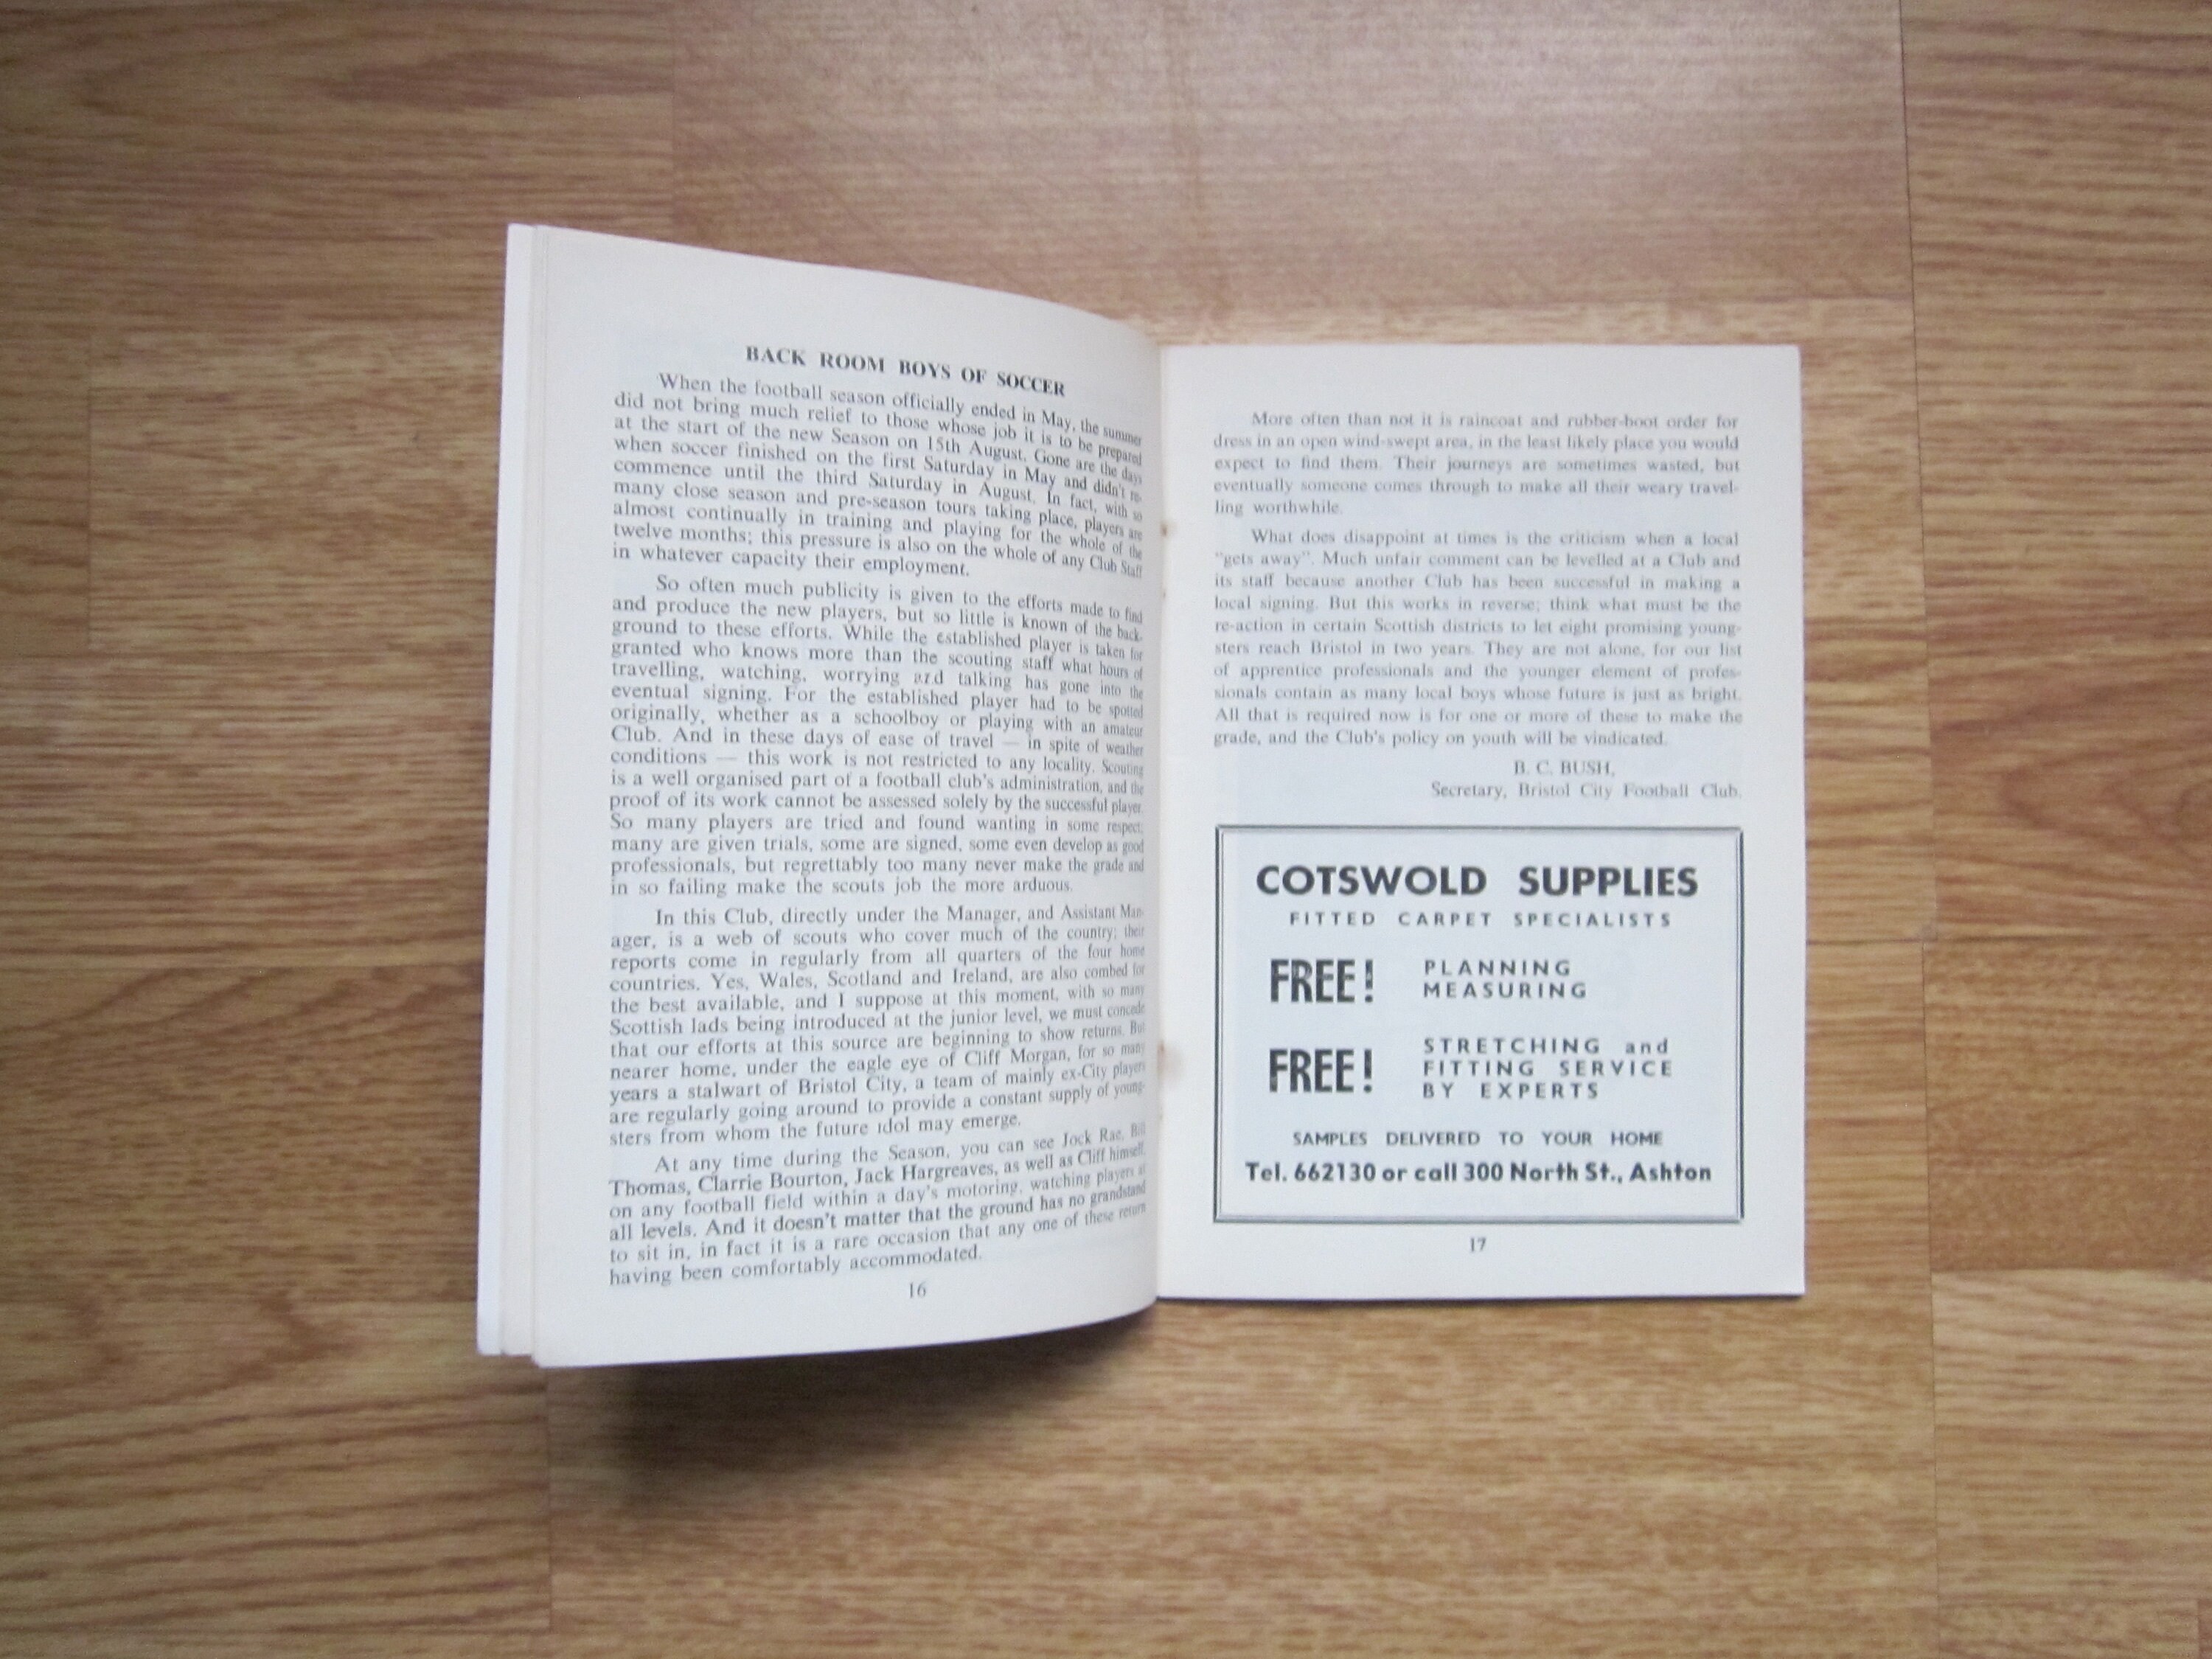 BACK ROOM BOYS OF SOCCER
When the football season officially ended in May, the summer
did not bring much relief to those whose job it is to be prepared
at the start of the new Season on 15th August. Gone are the days
when soccer finished on the first Saturday in May and didn't re-
commence until the third Saturday in August. In fact, with so
many close season and pre-season tours taking place, players are
almost continually in training and playing for the whole of the
twelve months; this pressure is also on the whole of any Club Staff
in whatever capacity their employment.
So often much publicity is given to the efforts made to find
and produce the new players, but so little is known of the back-
ground to these efforts. While the established player is taken for
granted who knows more than the scouting staff what hours of
travelling, watching, worrying and talking has gone into the
eventual signing. For the established player had to be spotted
originally, whether as a schoolboy or playing with an amateur
Club. And in these days of ease of travel — in spite of weather
conditions — this work is not restricted to any locality. Scouting
is a well organised part of a football club's administration, and the
proof of its work cannot be assessed solely by the successful player.
So many players are tried and found wanting in some respect;
many are given trials, some are signed, some even develop as good
professionals, but regrettably too many never make the grade and
in so failing make the scouts job the more arduous.
In this Club, directly under the Manager, and Assistant Man-
ager, is a web of scouts who cover much of the country; their
reports come in regularly from all quarters of the four home
countries. Yes, Wales, Scotland and Ireland, are also combed for
the best available, and I suppose at this moment, with so many
Scottish lads being introduced at the junior level, we must concede
that our efforts at this source are beginning to show returns. But
nearer home, under the eagle eye of Cliff Morgan, for so many
years a stalwart of Bristol City, a team of mainly ex-City players
are regularly going around to provide a constant supply of young-
sters from whom the future idol may emerge.
At any time during the Season, you can see Jock Rae, Bill
Thomas, Clarrie Bourton, Jack Hargreaves, as well as Cliff himself,
on any football field within a day's motoring, watching players at
all levels. And it doesn't matter that the ground has no grandstand
to sit in, in fact it is a rare occasion that any one of these return
having been comfortably accommodated.
16
More often than not it is raincoat and rubber-boot order for
dress in an open wind-swept area, in the least likely place you would
expect to find them. Their journeys are sometimes wasted, but
eventually someone comes through to make all their weary travel-
ling worthwhile.
What does disappoint at times is the criticism when a local
"gets away". Much unfair comment can be levelled at a Club and
its staff because another Club has been successful in making a
local signing. But this works in reverse; think what must be the
re-action in certain Scottish districts to let eight promising young-
sters reach Bristol in two years. They are not alone, for our list
of apprentice professionals and the younger element of profes-
sionals contain as many local boys whose future is just as bright.
All that is required now is for one or more of these to make the
grade, and the Club's policy on youth will be vindicated.
B. C. BUSH,
Secretary, Bristol City Football Club.
COTSWOLD SUPPLIES
FITTED CARPET SPECIALISTS
FREE! PLANNING
MEASURING
FREE! STRETCHING and
FITTING SERVICE
BY EXPERTS
SAMPLES DELIVERED TO YOUR HOME
Tel. 662130 or call 300 North St., Ashton
17